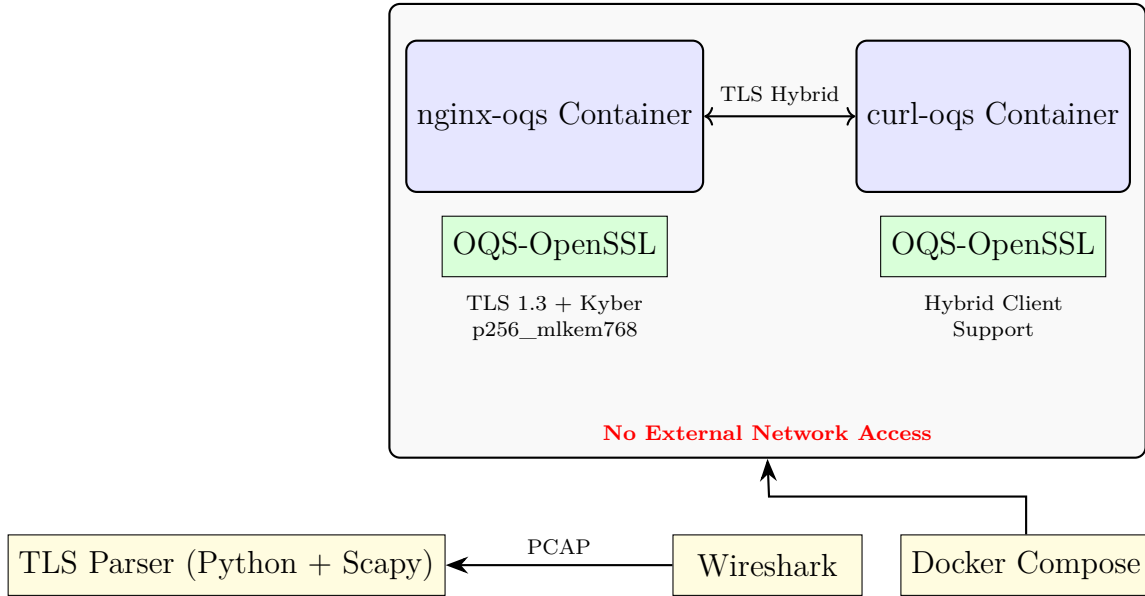 nginx-oqs Container
TLS Hybrid
curl-oqs Container
OQS-OpenSSL
OQS-OpenSSL
TLS 1.3 + Kyber
p256_mlkem768
Hybrid Client
Support
No External Network Access
TLS Parser (Python + Scapy)
PCAP
Wireshark
Docker Compose